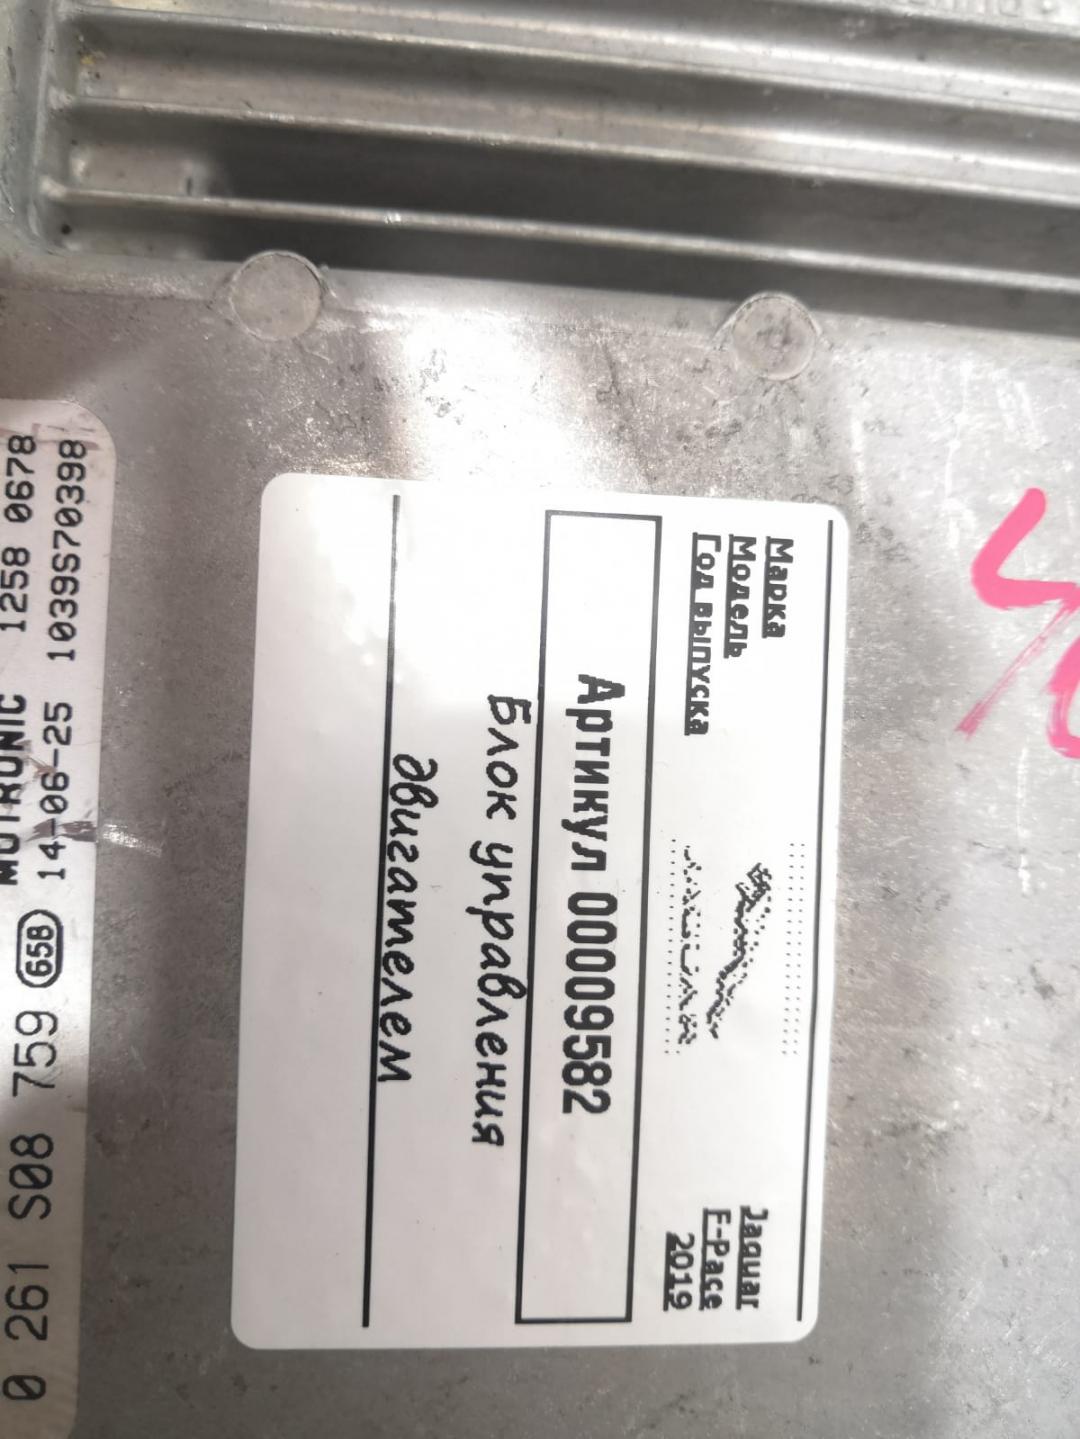 Марка Jaguar
Модель F-Pace
Год выпуска 2019
JAGUAR
Артикул 00009582
Блок управления
двигателем
0 261 S08 759 658 MOTRONIC 1258 0678
14-06-25 1039S70398